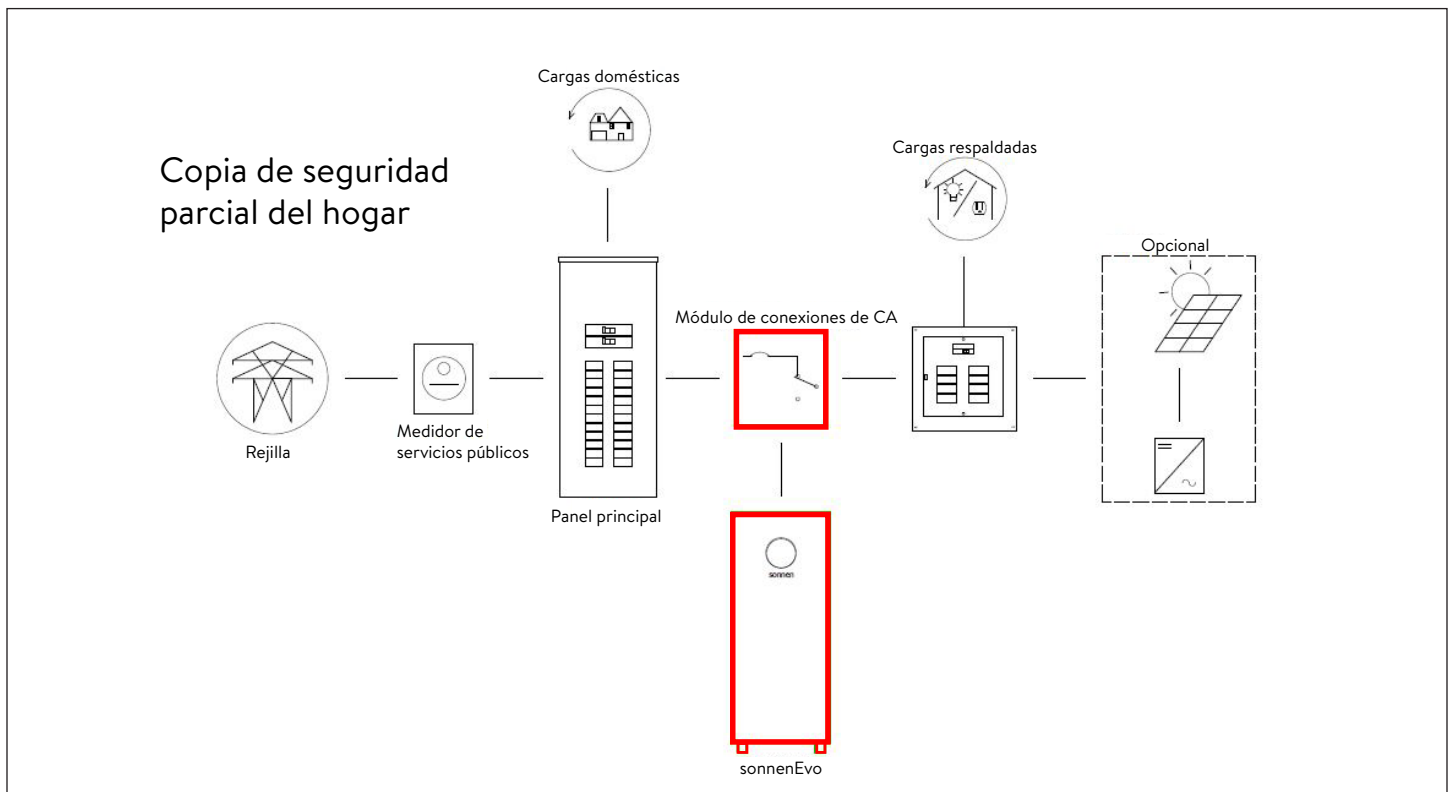 Cargas domésticas
Copia de seguridad
parcial del hogar
Cargas respaldadas
Opcional
Módulo de conexiones de CA
Rejilla
Medidor de
servicios públicos
Panel principal
sonnen
sonnenEvo